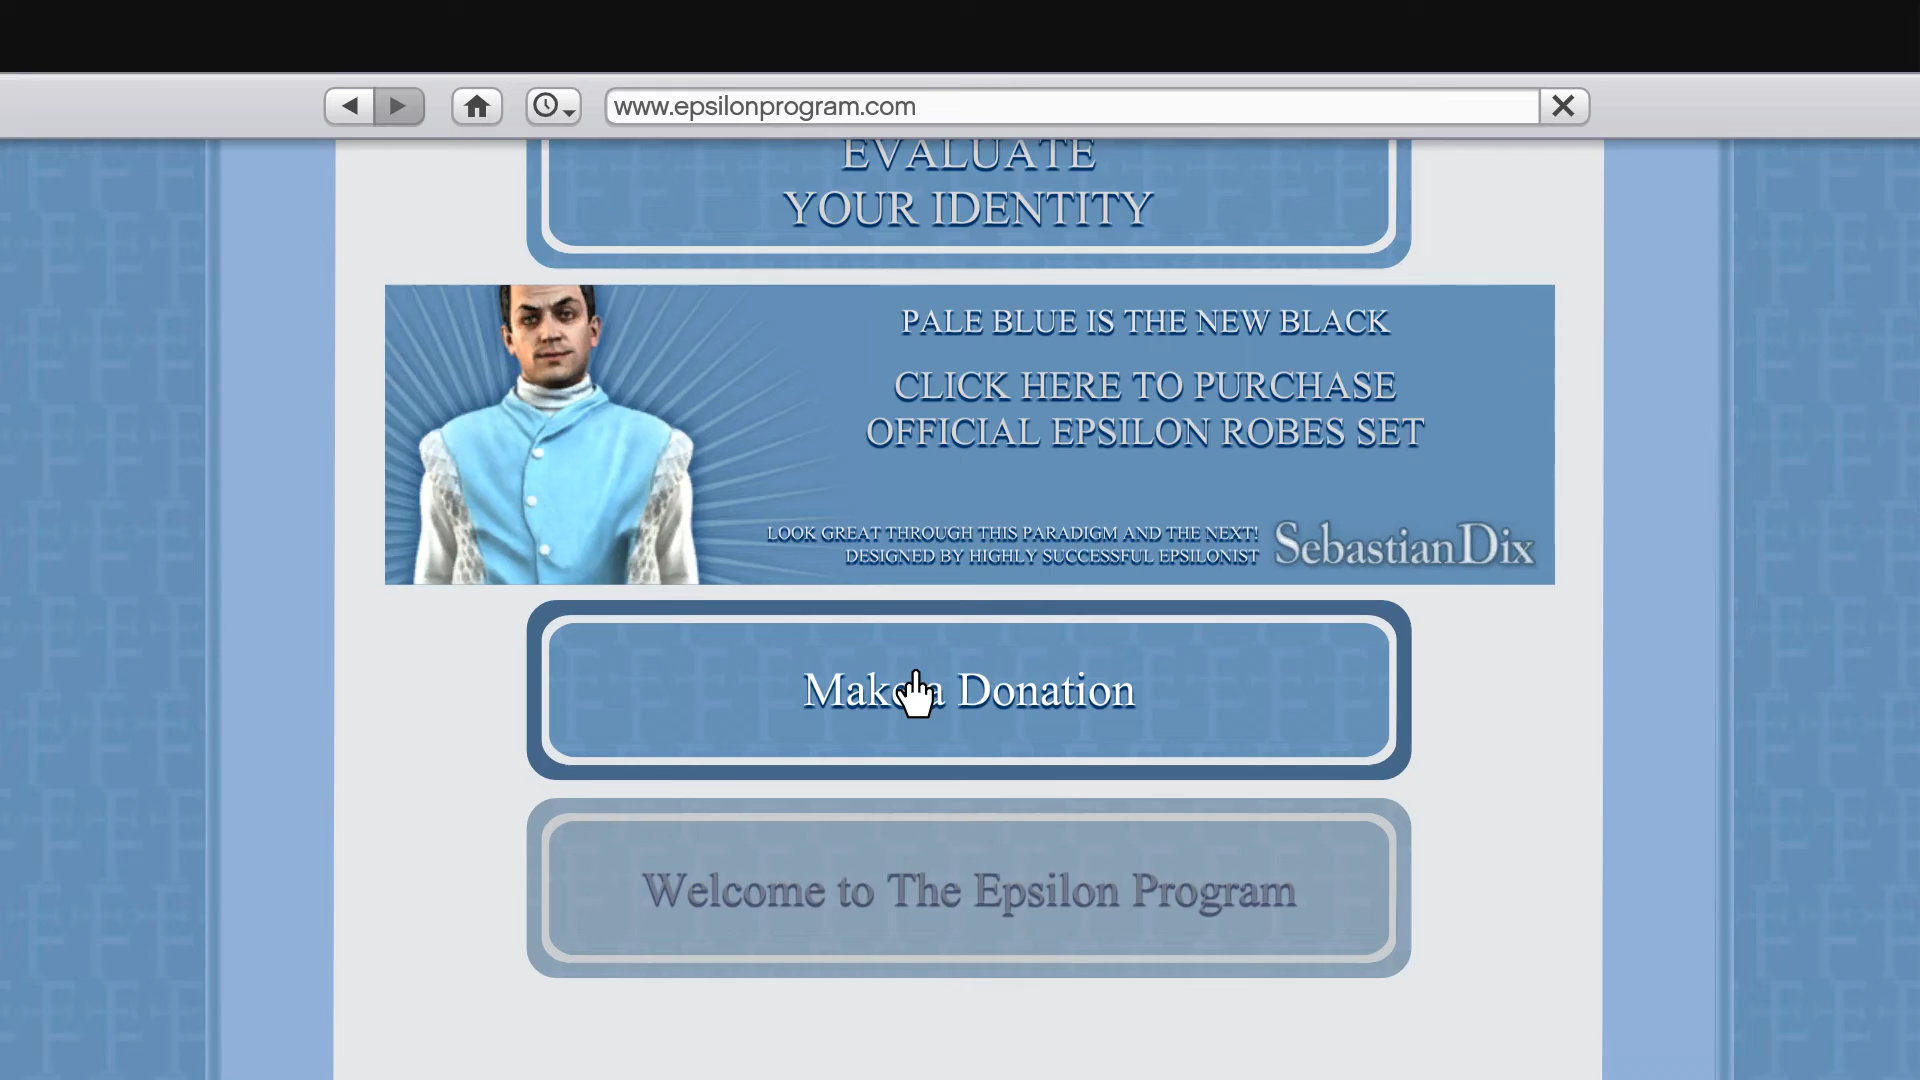 www.epsilonprogram.com
EVALUATE
YOUR IDENTITY
PALE BLUE IS THE NEW BLACK
CLICK HERE TO PURCHASE
OFFICIAL EPSILON ROBES SET
LOOK GREAT THROUGH THIS PARADIGM AND THE NEXT!
DESIGNED BY HIGHLY SUCCESSFUL EPSILONIST
SebastianDix
Make a Donation
Welcome to The Epsilon Program